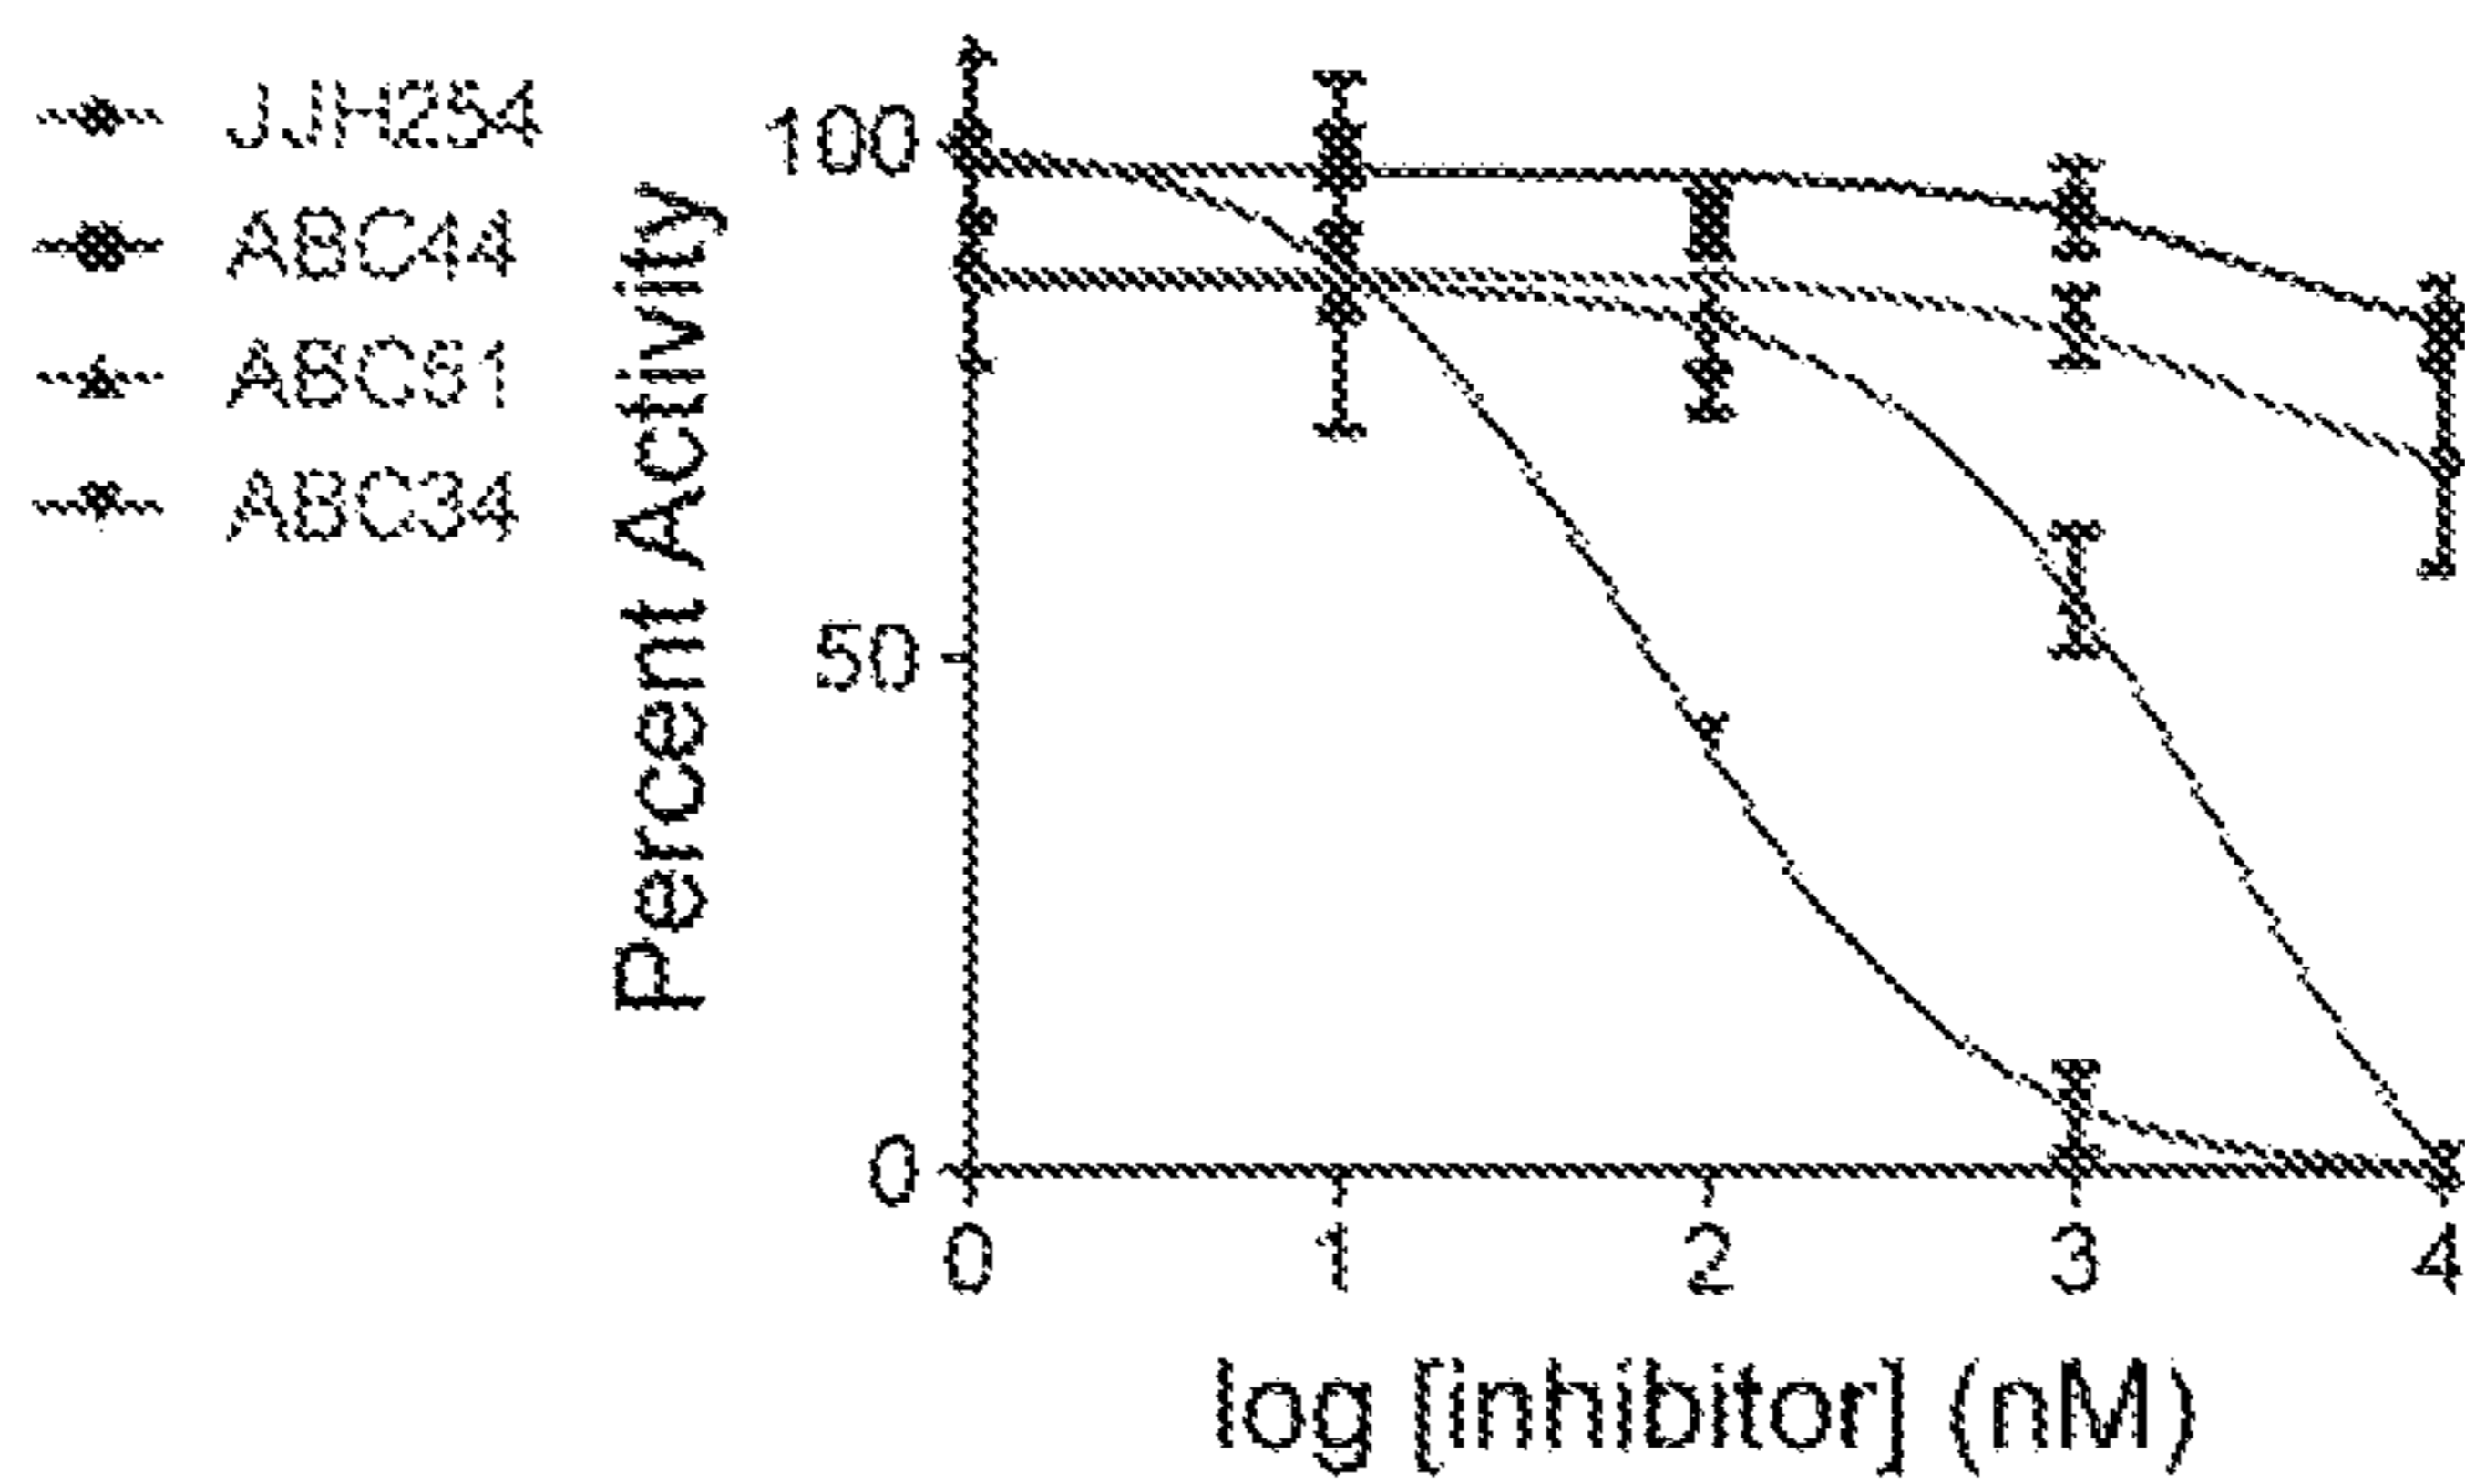 JJH254
ABC44
ABC51
ABC34
Percent Activity
100
50
0
0 1 2 3 4
log [inhibitor] (nM)